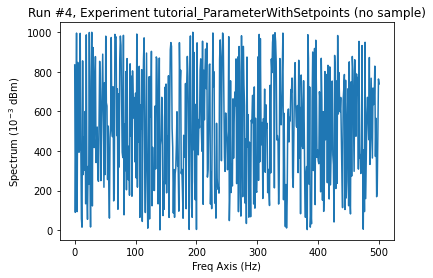 Run #4, Experiment tutorial_ParameterWithSetpoints (no sample)
1000
800
600
400
200
0
Spectrum (10⁻³ dBm)
0 100 200 300 400 500
Freq Axis (Hz)